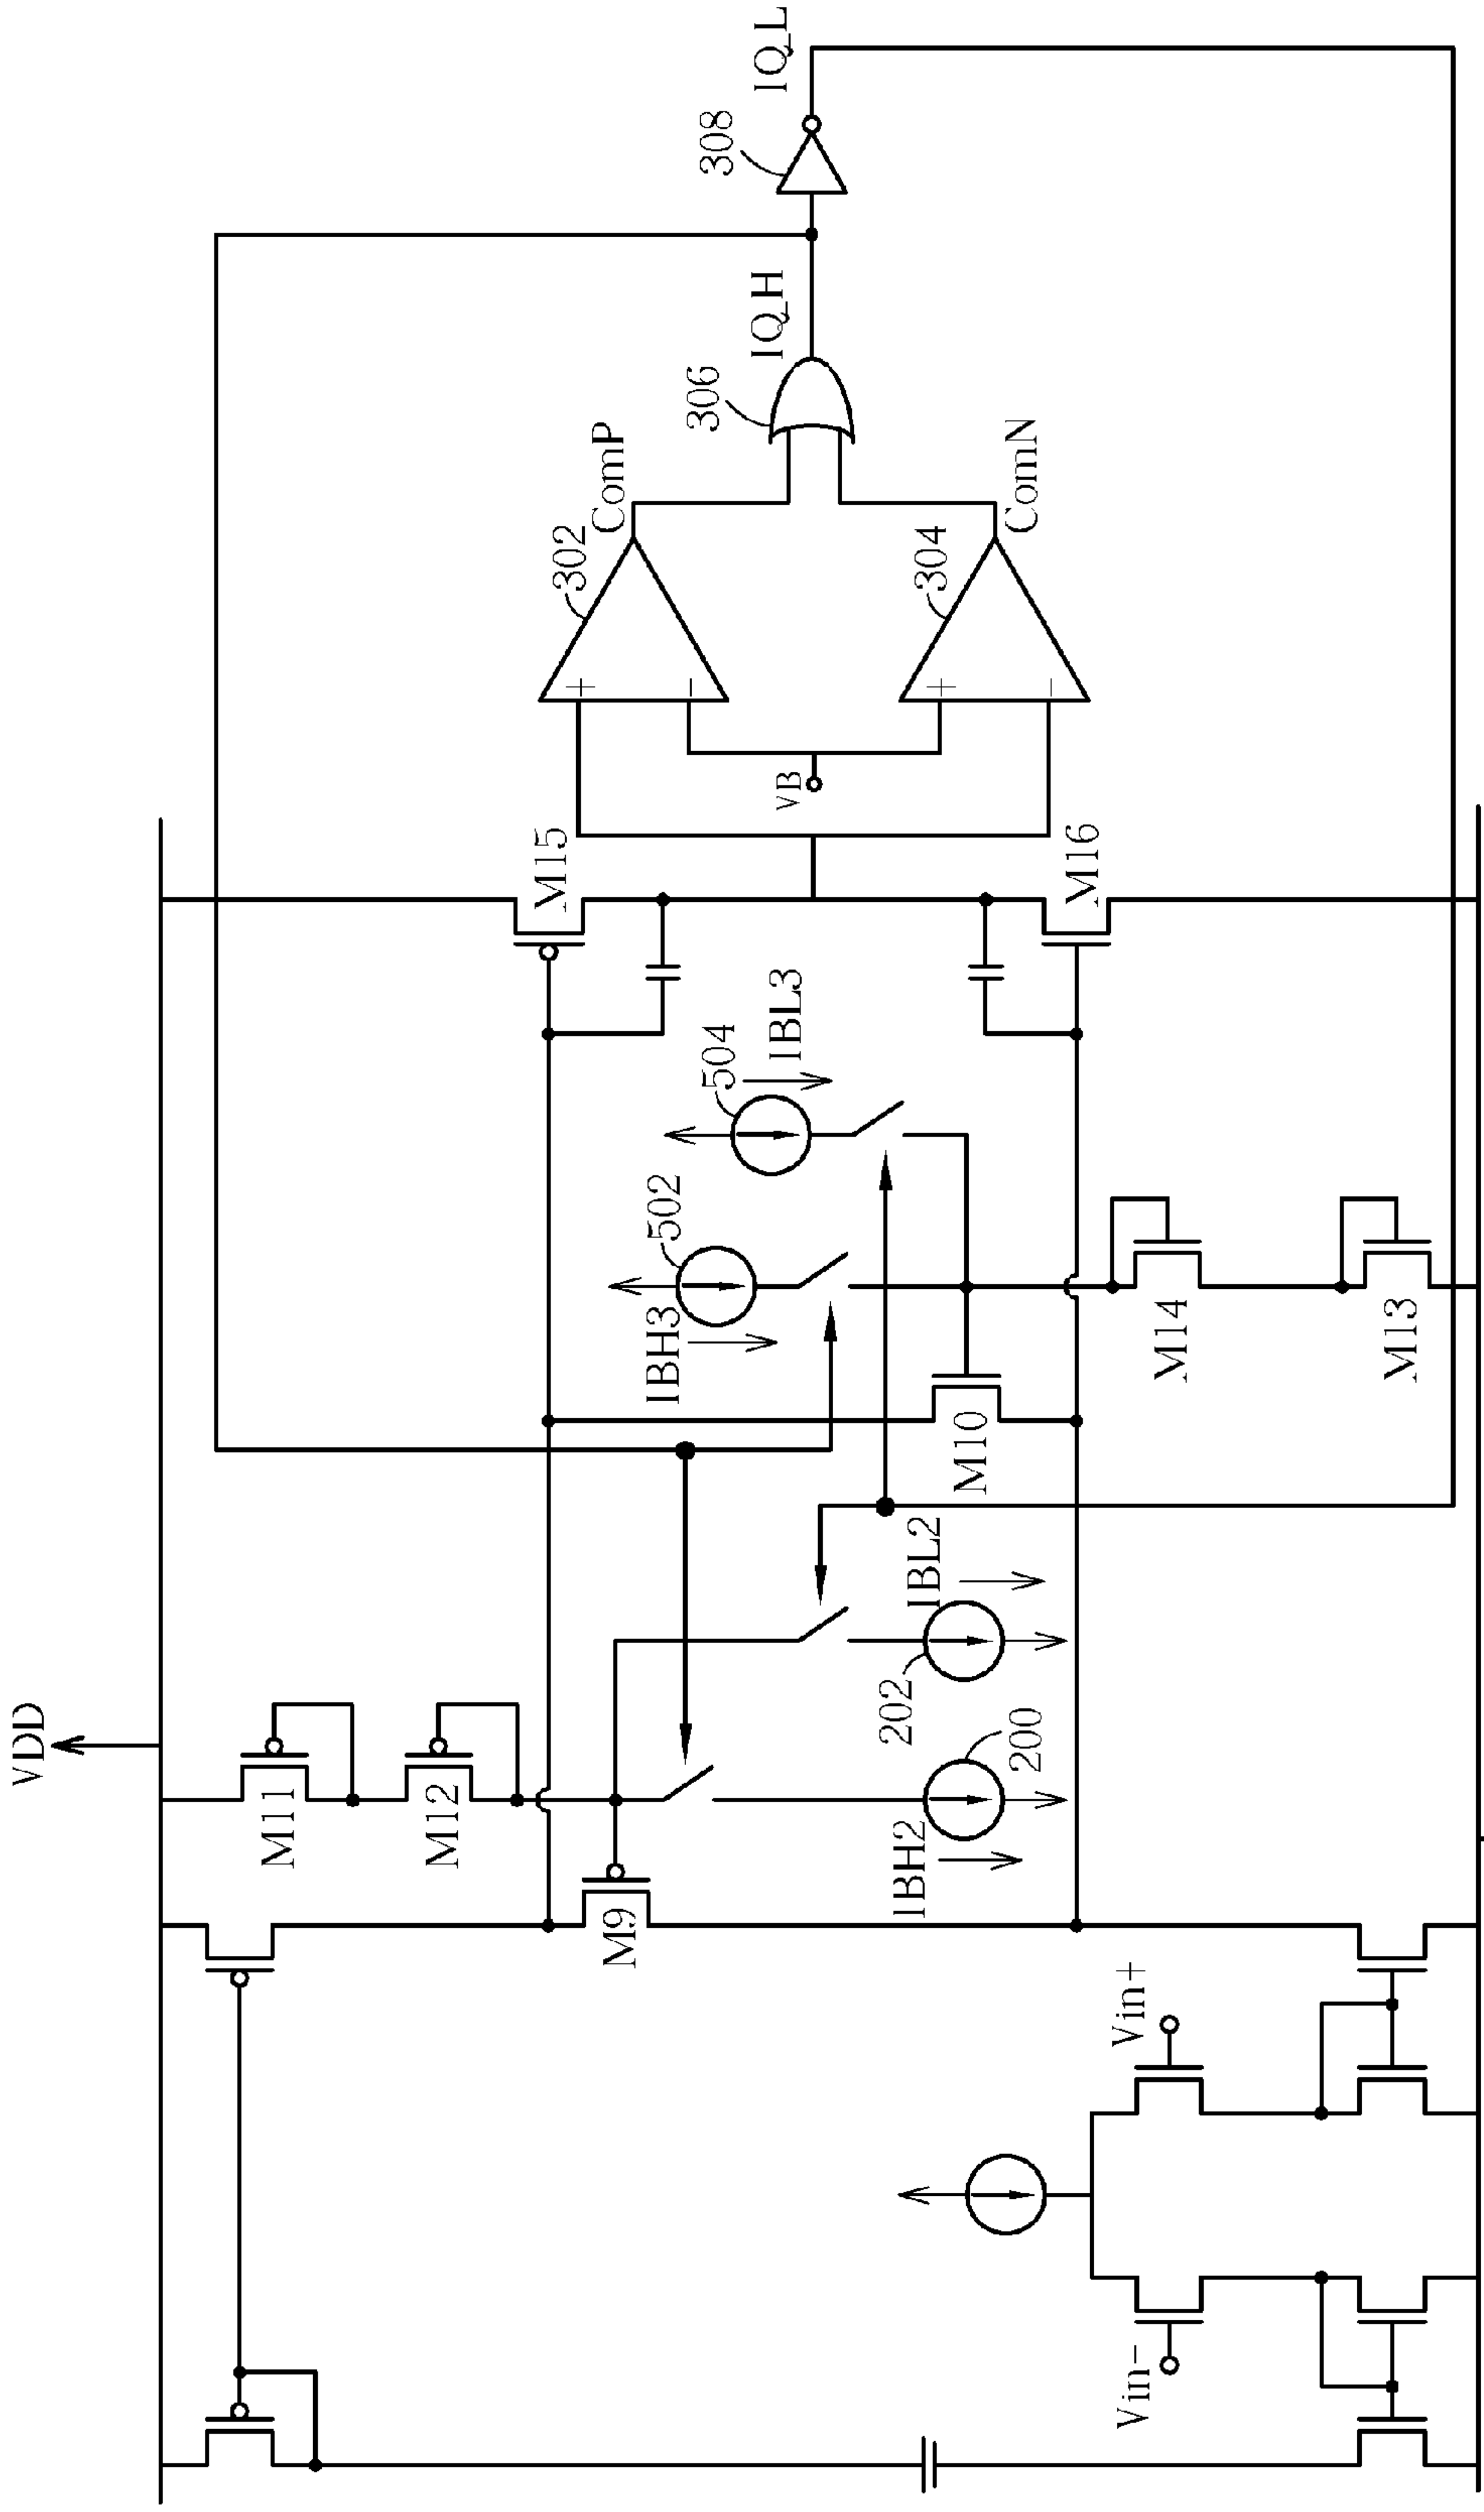 VDD
M11
M12
M9
IBH2
200
202
IBL2
Vin-
Vin+
IBH3
502
504
IBL3
M10
M14
M13
M15
M16
VB
+
-
302
ComP
+
-
304
ComN
306
IQ_H
308
IQ_L